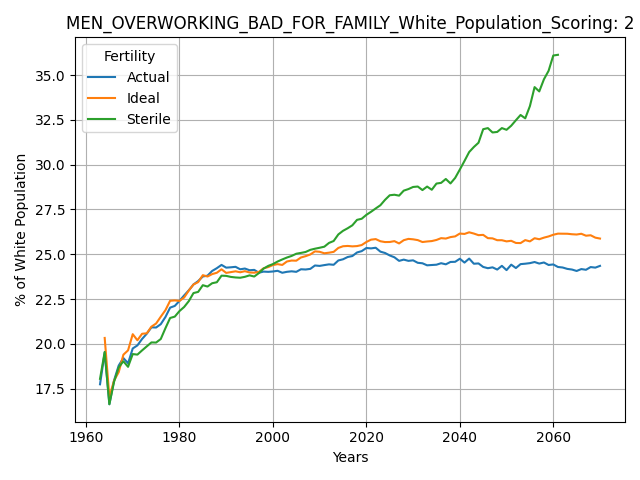 MEN_OVERWORKING_BAD_FOR_FAMILY_White_Population_Scoring: 2
Fertility
Actual
Ideal
Sterile
35.0
32.5
30.0
27.5
25.0
22.5
20.0
17.5
% of White Population
1960 1980 2000 2020 2040 2060
Years